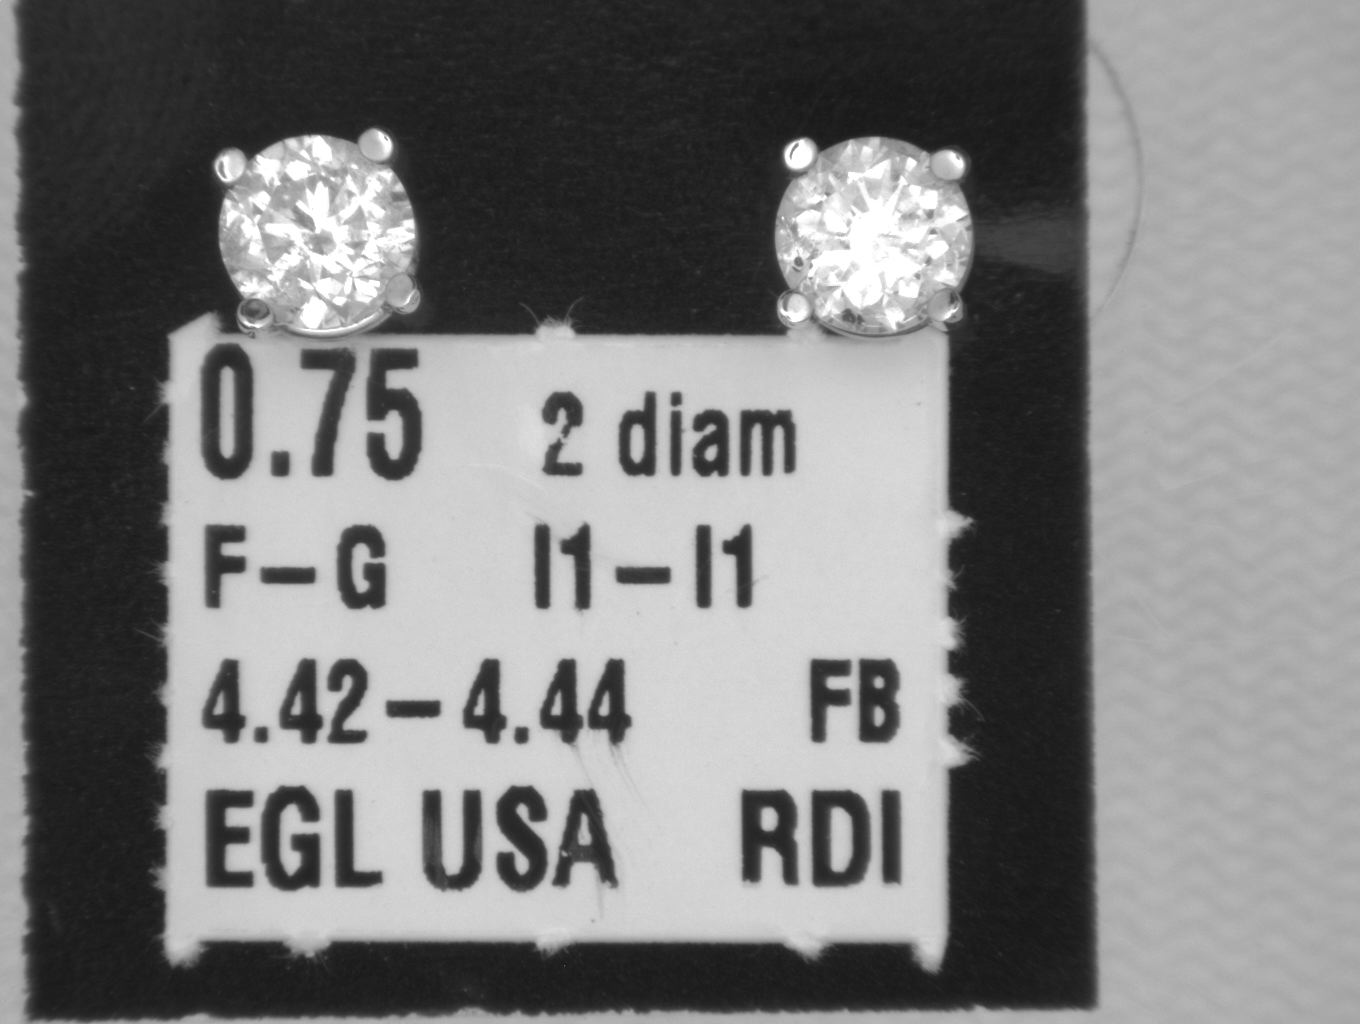 0.75 2 diam
F-G I1-I1
4.42-4.44 FB
EGL USA RDI